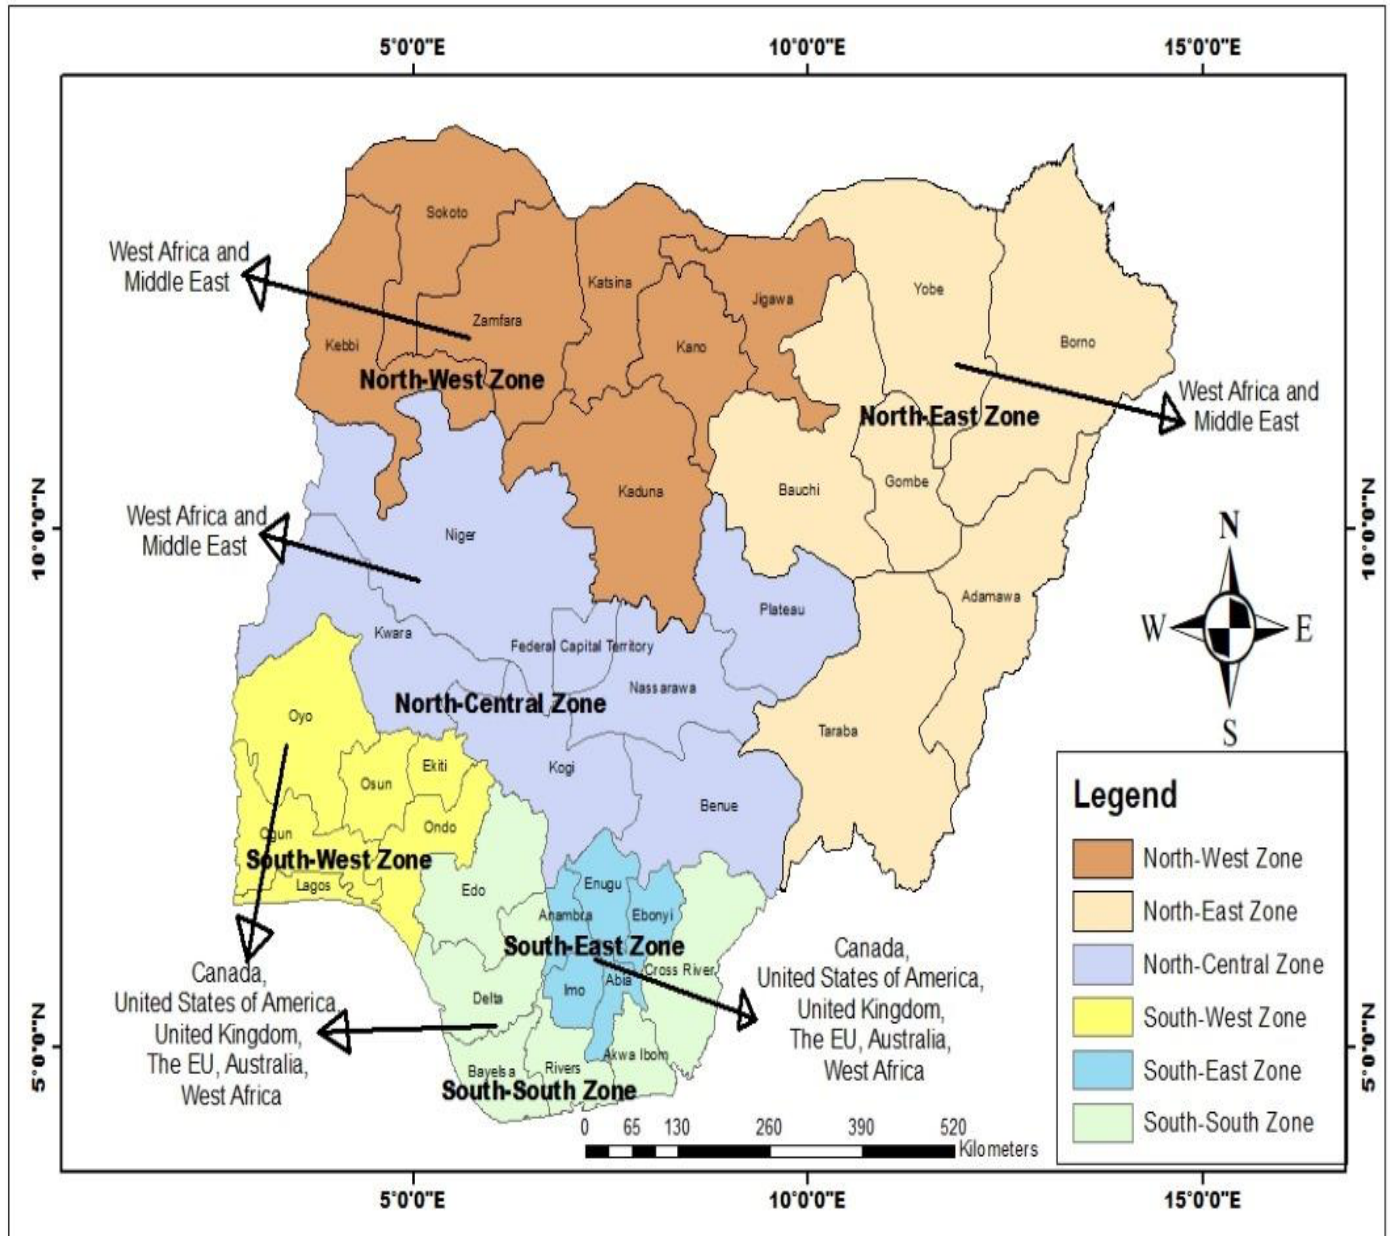 5°0'0"E
10°0'0"E
15°0'0"E
Sokoto
West Africa and
Middle East
Katsina
Zamfara
Jigawa
Yobe
Kebbi
Kano
Borno
North-West Zone
North-East Zone
West Africa and
Middle East
Kaduna
Bauchi
Gombe
10°0'0"N
10°0'0"N
West Africa and
Middle East
Niger
N
W
E
S
Adamawa
Plateau
Kwara
Federal Capital Territory
Nassarawa
North-Central Zone
Oyo
Taraba
Kogi
Osun
Ekiti
Benue
Ogun
Ondo
South-West Zone
Lagos
Edo
Enugu
Anambra
Ebonyi
South-East Zone
Cross River
Abia
Imo
Delta
Canada,
United States of America,
United Kingdom,
The EU, Australia,
West Africa
Canada,
United States of America,
United Kingdom,
The EU, Australia,
West Africa
Akwa Ibom
Bayelsa
Rivers
South-South Zone
5°0'0"N
5°0'0"N
Legend
North-West Zone
North-East Zone
North-Central Zone
South-West Zone
South-East Zone
South-South Zone
0 65 130 260 390 520
Kilometers
5°0'0"E
10°0'0"E
15°0'0"E